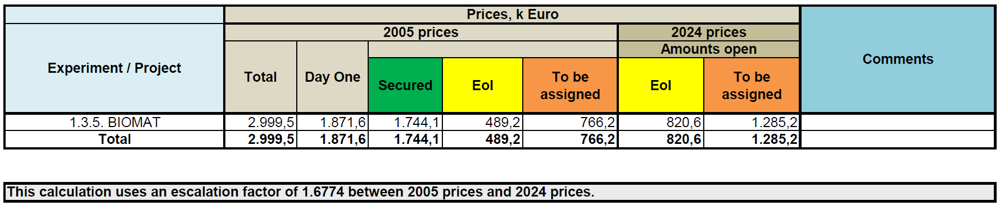 Prices, k Euro
2005 prices 2024 prices
Amounts open
Experiment / Project Total Day One Secured EoI To be assigned EoI To be assigned Comments
1.3.5. BIOMAT 2.999,5 1.871,6 1.744,1 489,2 766,2 820,6 1.285,2
Total 2.999,5 1.871,6 1.744,1 489,2 766,2 820,6 1.285,2
This calculation uses an escalation factor of 1.6774 between 2005 prices and 2024 prices.